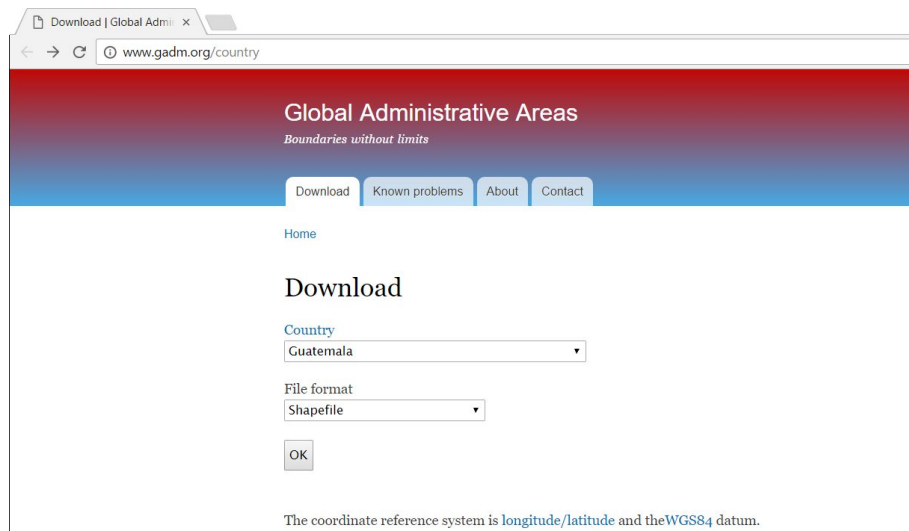 Download | Global Admi
www.gadm.org/country
Global Administrative Areas
Boundaries without limits
Download Known problems About Contact
Home
Download
Country
Guatemala
File format
Shapefile
OK
The coordinate reference system is longitude/latitude and theWGS84 datum.